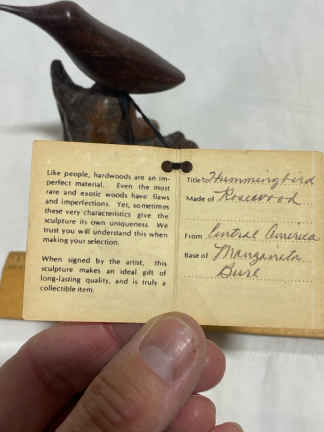 Like people, hardwoods are an im-
perfect material. Even the most
rare and exotic woods have flaws
and imperfections. Yet, sometimes
these very characteristics give the
sculpture its own uniqueness. We
trust you will understand this when
making your selection.
When signed by the artist, this
sculpture makes an ideal gift of
long-lasting quality, and is truly a
collectible item.
Title Hummingbird
Made of Rosewood
From Central America
Base of Manzanita
Burl